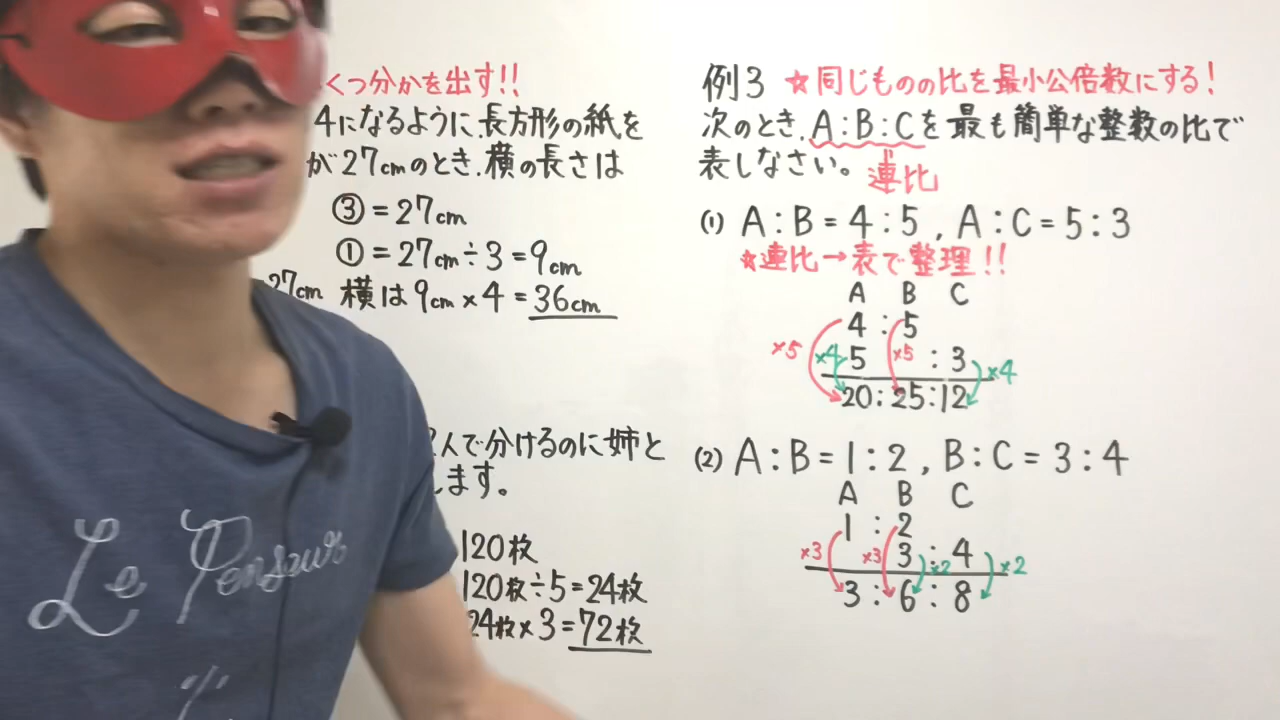 くつ分かを出す!!
4になるように長方形の紙を
が27cmのとき、横の長さは
③=27cm
①=27cm÷3=9cm
27cm 横は9cm×4=36cm
2人で分けるのに姉と
します。
120枚
120枚÷5=24枚
24枚×3=72枚
例3 ☆同じものの比を最小公倍数にする!
次のとき、A:B:Cを最も簡単な整数の比で
表しなさい。 連比
(1) A:B=4:5, A:C=5:3
☆連比→表で整理!!
A B C
4 : 5
×5 ×4 5 ×5 : 3 ×4
20:25:12
(2) A:B=1:2, B:C=3:4
A B C
1 : 2
×3 ×3 3 : 4 ×2 ×2
3 : 6 : 8
Le Penseur